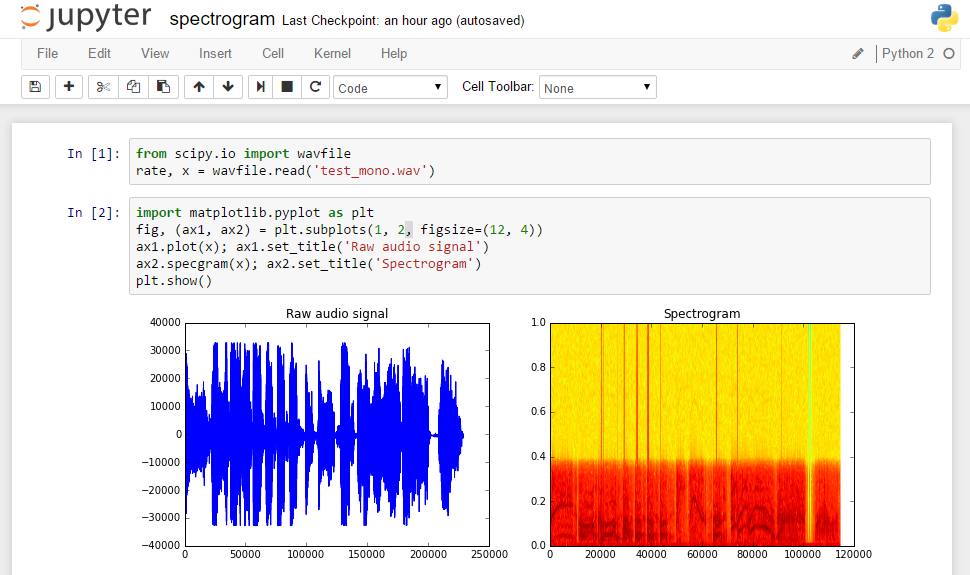 jupyter spectrogram Last Checkpoint: an hour ago (autosaved)
File Edit View Insert Cell Kernel Help Python 2
Code Cell Toolbar: None
In [1]: from scipy.io import wavfile
rate, x = wavfile.read('test_mono.wav')
In [2]: import matplotlib.pyplot as plt
fig, (ax1, ax2) = plt.subplots(1, 2, figsize=(12, 4))
ax1.plot(x); ax1.set_title('Raw audio signal')
ax2.specgram(x); ax2.set_title('Spectrogram')
plt.show()
Raw audio signal
40000
30000
20000
10000
0
−10000
−20000
−30000
−40000
0 50000 100000 150000 200000 250000
Spectrogram
1.0
0.8
0.6
0.4
0.2
0.0
0 20000 40000 60000 80000 100000 120000